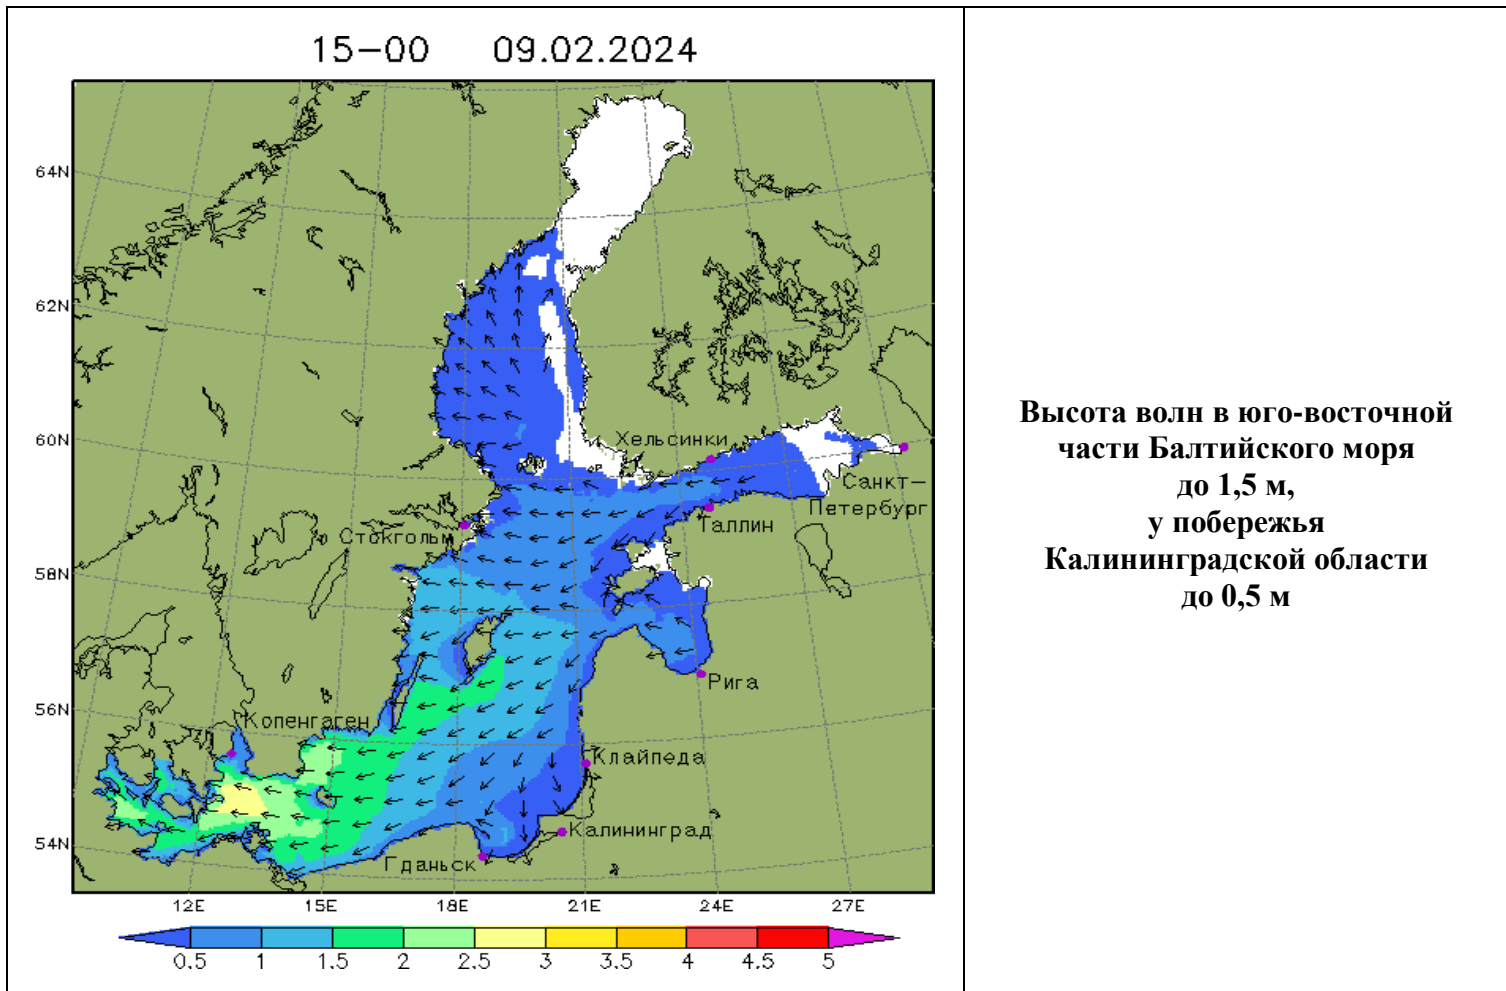 15-00 09.02.2024
64N
62N
60N
58N
56N
54N
Хельсинки
Санкт-
Петербург
Таллин
Стокгольм
Рига
Копенгаген
Клайпеда
Калининград
Гданьск
12E 15E 18E 21E 24E 27E
0.5 1 1.5 2 2.5 3 3.5 4 4.5 5
Высота волн в юго-восточной
части Балтийского моря
до 1,5 м,
у побережья
Калининградской области
до 0,5 м